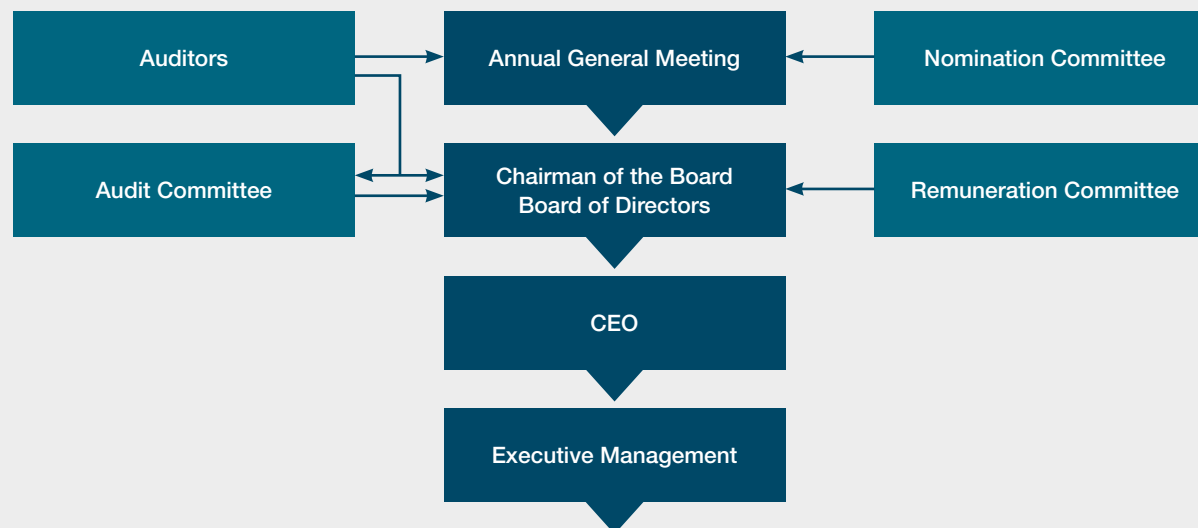 Auditors
Annual General Meeting
Nomination Committee
Audit Committee
Chairman of the Board
Board of Directors
Remuneration Committee
CEO
Executive Management